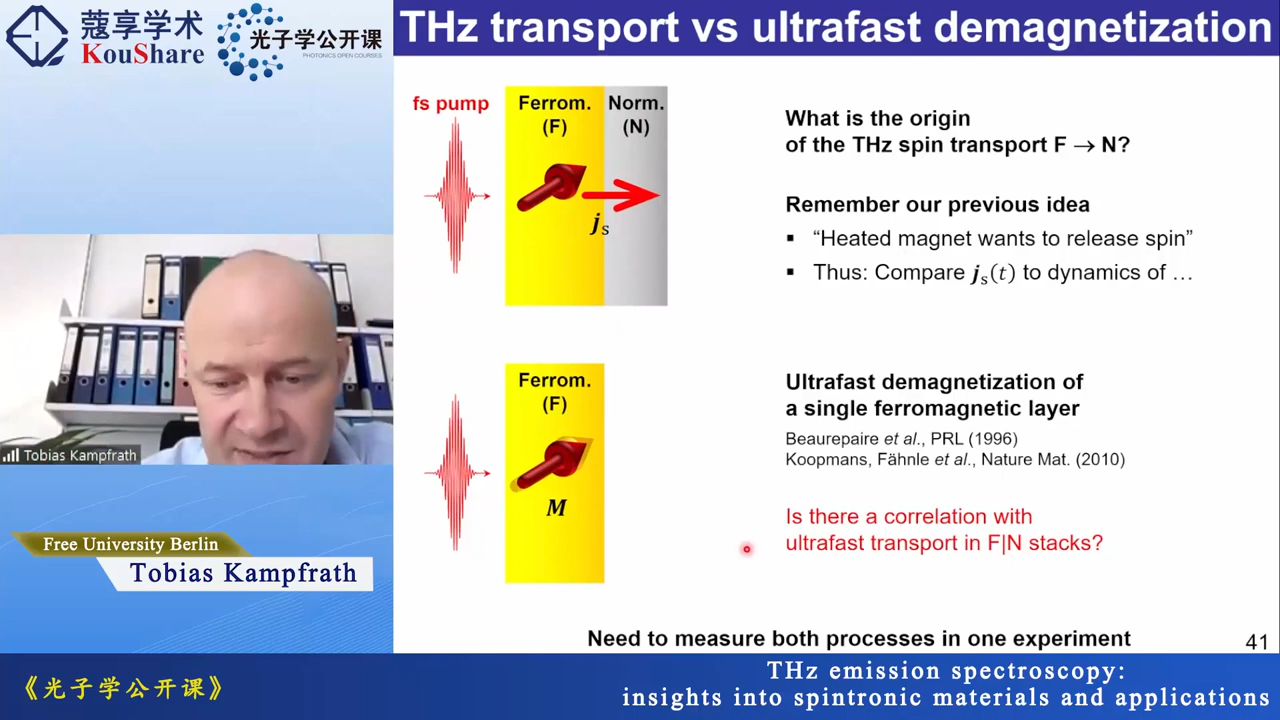 蔻享学术
KouShare
光子学公开课
PHOTONICS OPEN COURSES
THz transport vs ultrafast demagnetization
fs pump
Ferrom.
(F)
Norm.
(N)
js
What is the origin
of the THz spin transport F → N?
Remember our previous idea
▪ “Heated magnet wants to release spin”
▪ Thus: Compare js(t) to dynamics of …
Ferrom.
(F)
M
Ultrafast demagnetization of
a single ferromagnetic layer
Beaurepaire et al., PRL (1996)
Koopmans, Fähnle et al., Nature Mat. (2010)
Is there a correlation with
ultrafast transport in F|N stacks?
Need to measure both processes in one experiment
41
Tobias Kampfrath
Free University Berlin
Tobias Kampfrath
《光子学公开课》
THz emission spectroscopy:
insights into spintronic materials and applications